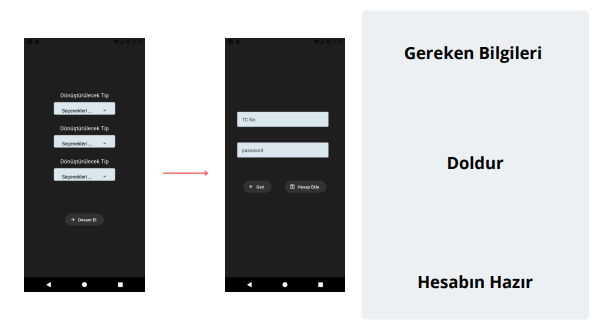 Dönüştürülecek Tip
Seçenekleri ...
Dönüştürülecek Tip
Seçenekleri ...
Dönüştürülecek Tip
Seçenekleri ...
Devam Et
TC No
password
Geri
Hesap Ekle
Gereken Bilgileri
Doldur
Hesabın Hazır